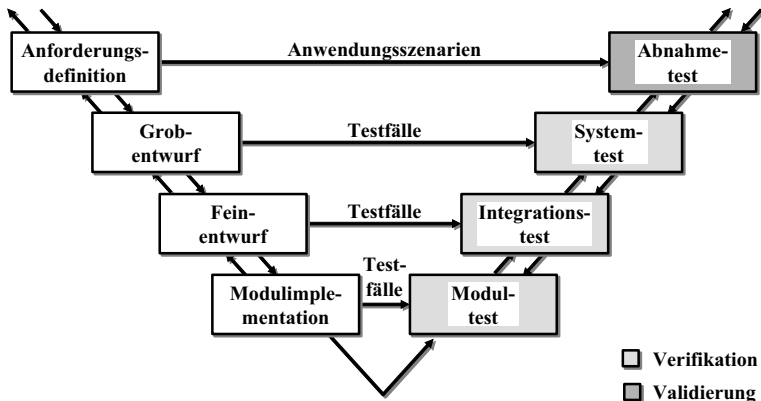 Anforderungs-
definition
Anwendungsszenarien
Abnahme-
test
Grob-
entwurf
Testfälle
System-
test
Fein-
entwurf
Testfälle
Integrations-
test
Modulimple-
mentation
Test-
fälle
Modul-
test
Verifikation
Validierung